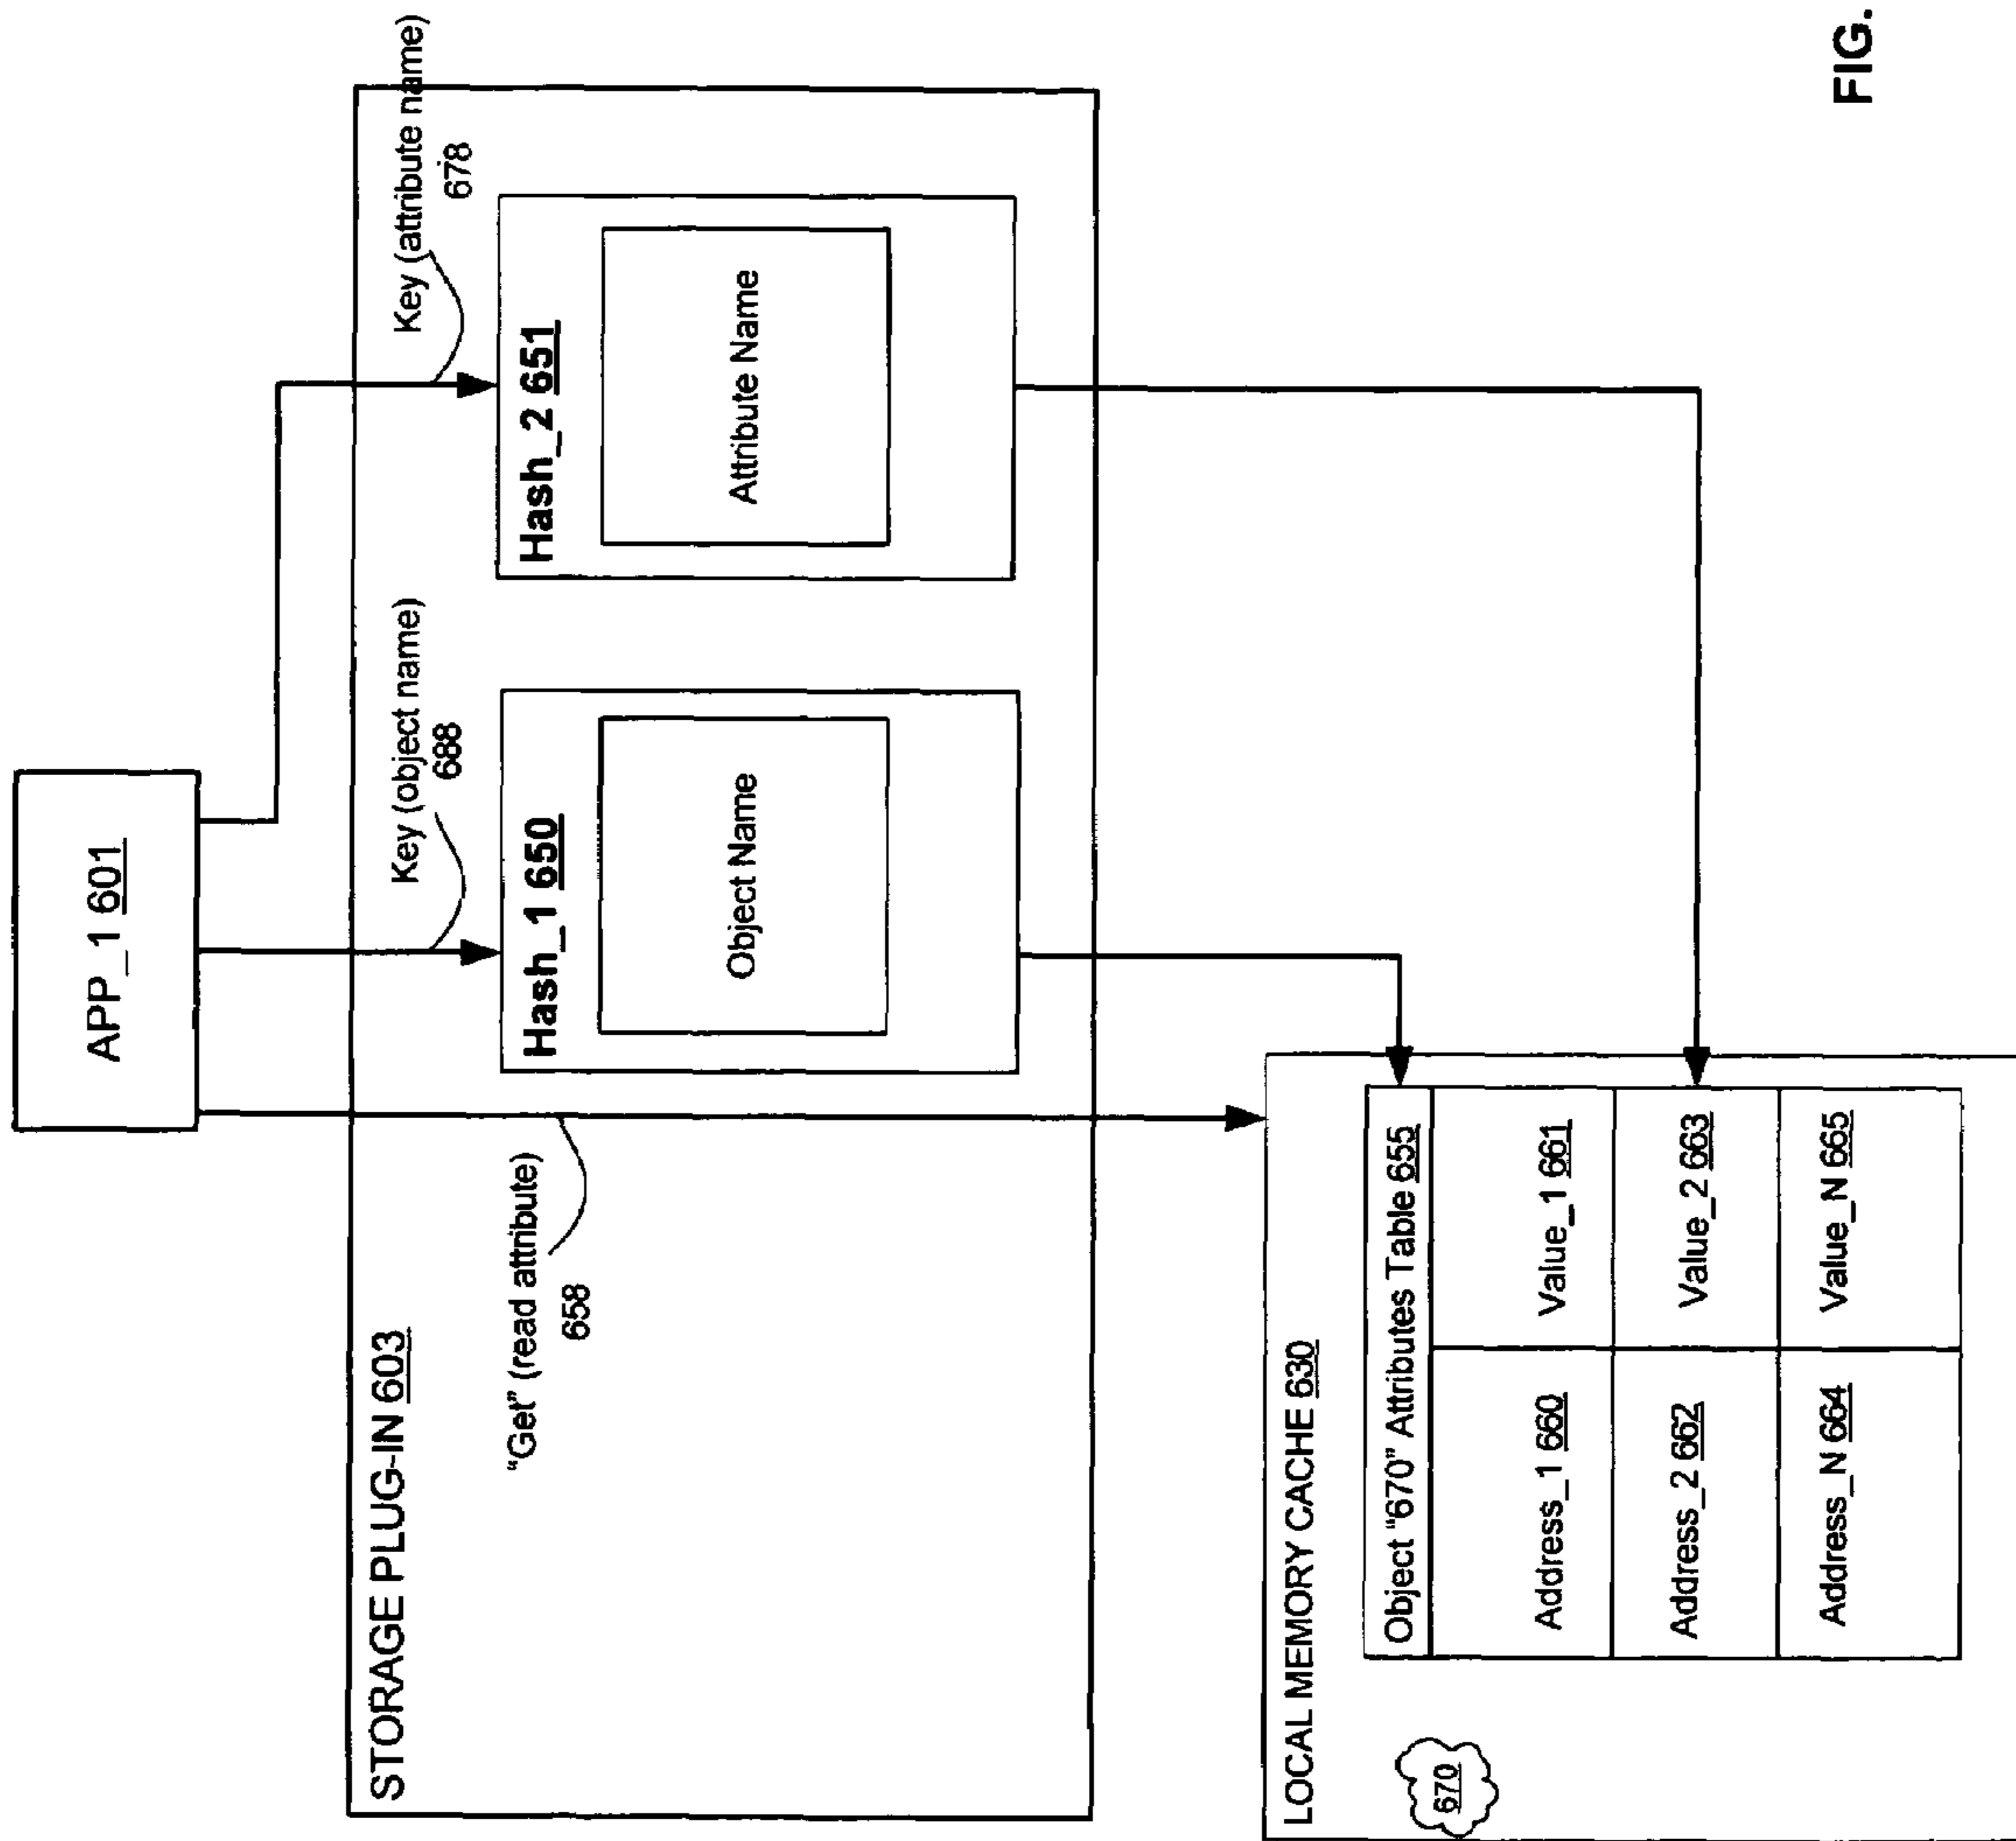 APP_1 601
Key (object name)
688
Key (attribute name)
678
STORAGE PLUG-IN 603
"Get" (read attribute)
658
Hash_1 650
Object Name
Hash_2 651
Attribute Name
LOCAL MEMORY CACHE 630
670
Object "670" Attributes Table 655
Address_1 660
Value_1 661
Address_2 662
Value_2 663
Address_N 664
Value_N 665
FIG.